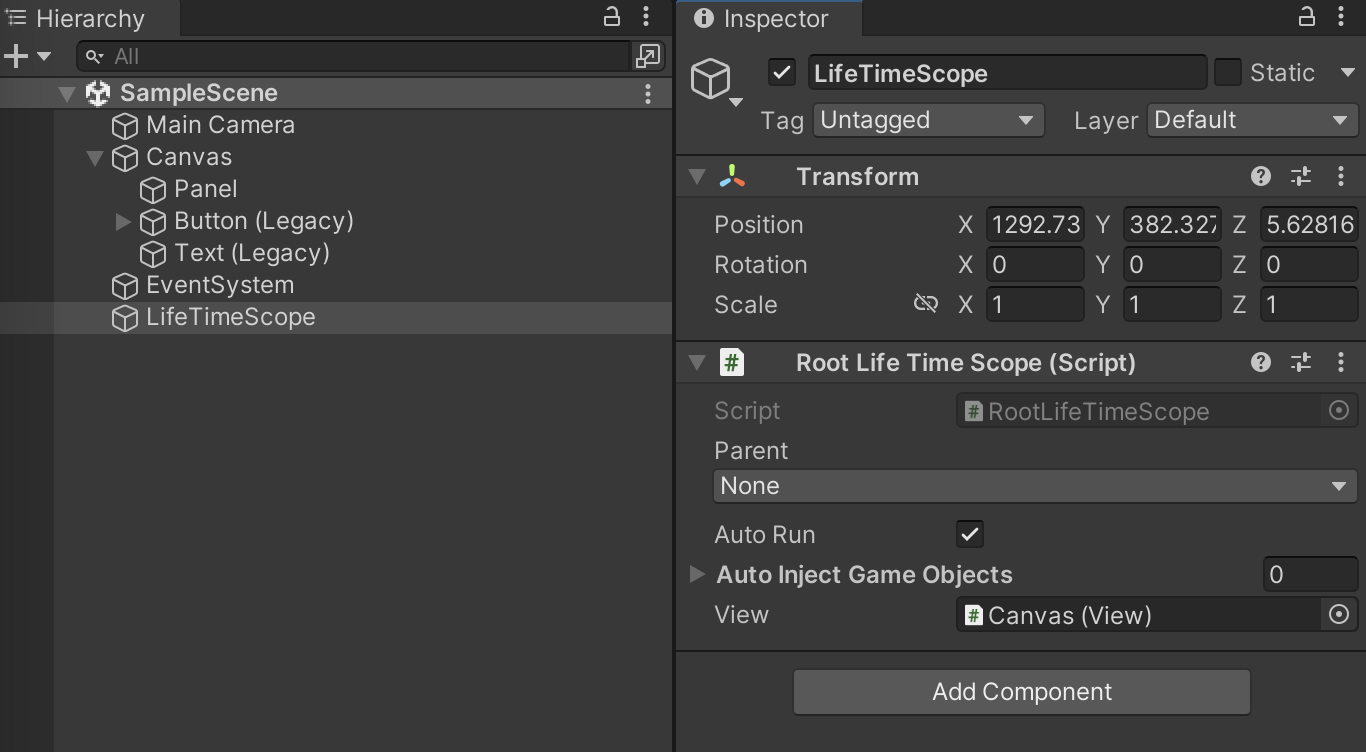 Hierarchy
All
SampleScene
Main Camera
Canvas
Panel
Button (Legacy)
Text (Legacy)
EventSystem
LifeTimeScope
Inspector
LifeTimeScope
Static
Tag Untagged Layer Default
Transform
Position X 1292.73 Y 382.327 Z 5.62816
Rotation X 0 Y 0 Z 0
Scale X 1 Y 1 Z 1
# Root Life Time Scope (Script)
Script # RootLifeTimeScope
Parent
None
Auto Run
Auto Inject Game Objects 0
View # Canvas (View)
Add Component